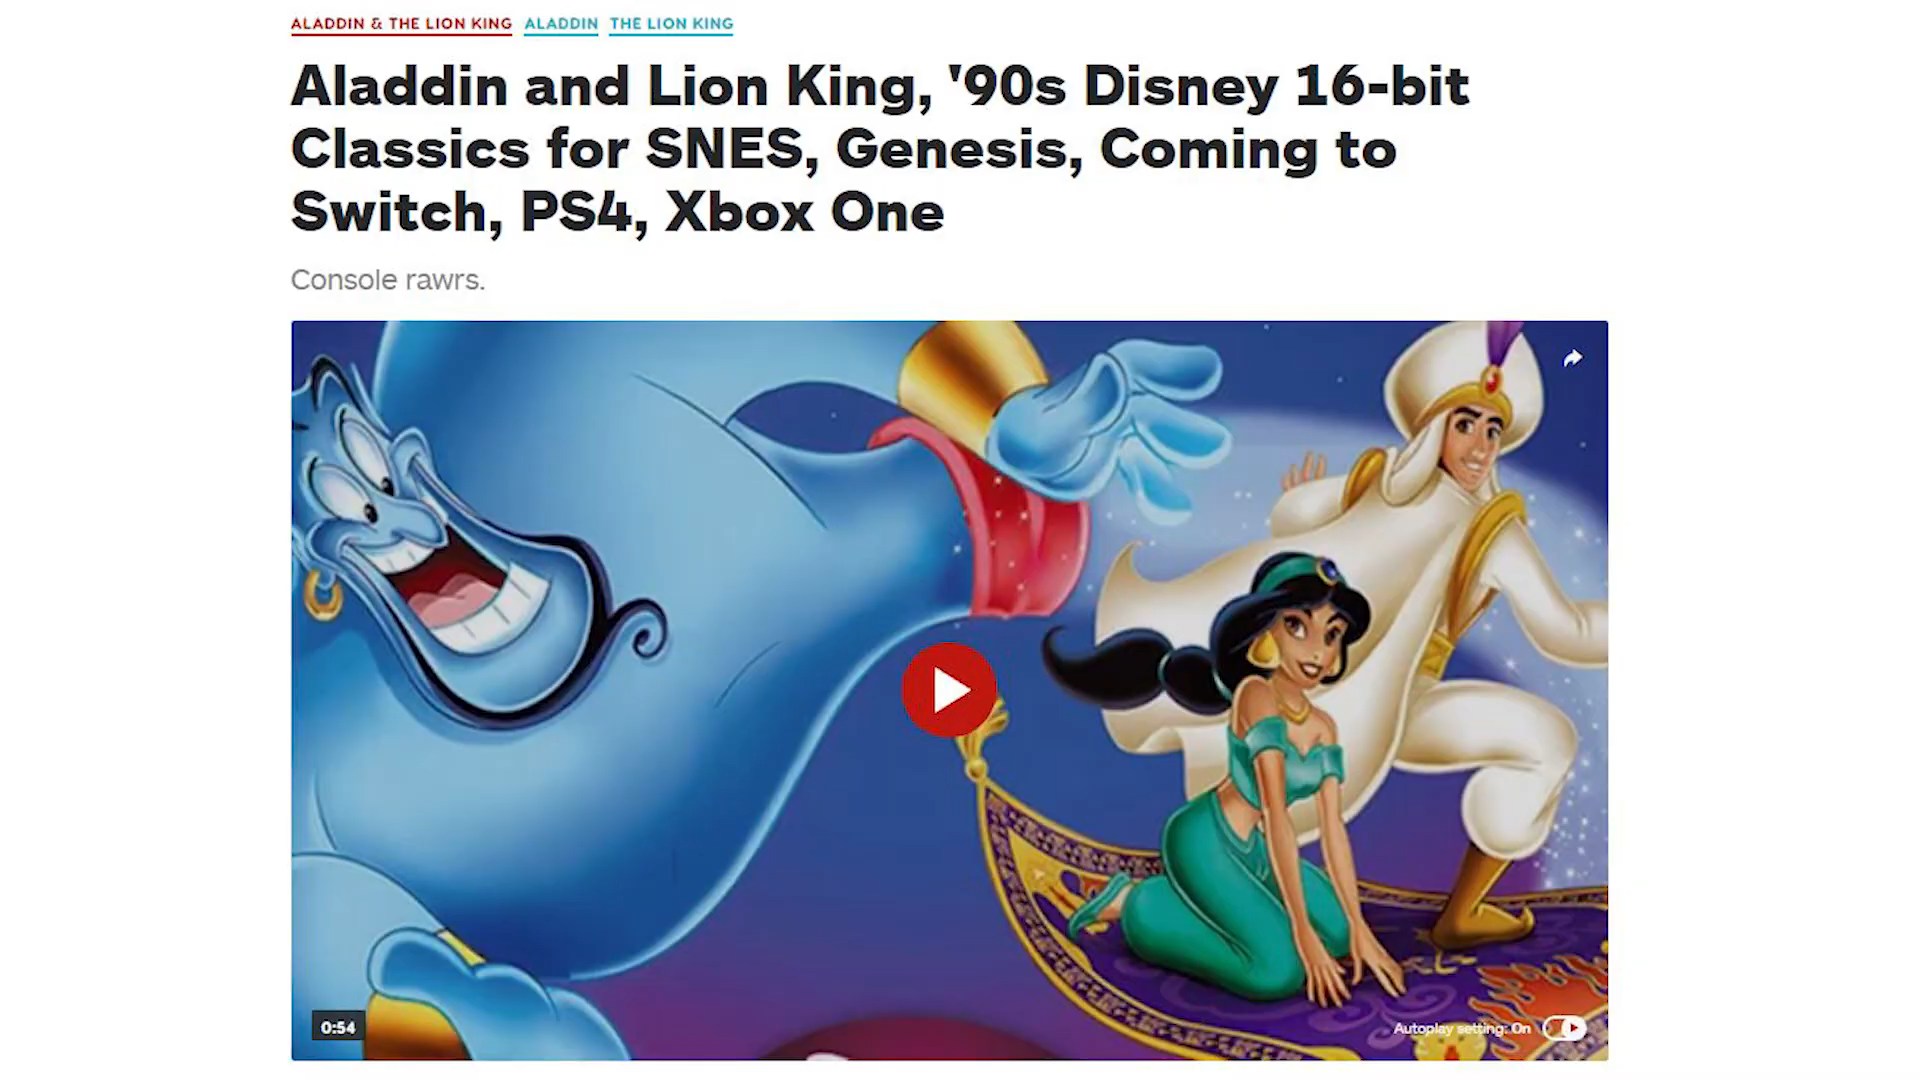 ALADDIN & THE LION KING ALADDIN THE LION KING
Aladdin and Lion King, '90s Disney 16-bit
Classics for SNES, Genesis, Coming to
Switch, PS4, Xbox One
Console rawrs.
0:54
Autoplay setting: On